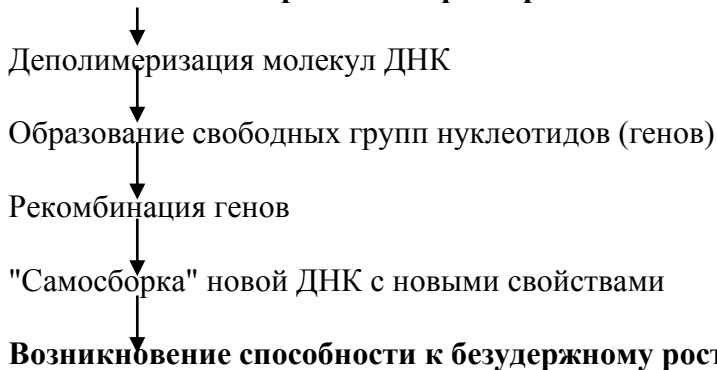 Деполимеризация молекул ДНК
Образование свободных групп нуклеотидов (генов)
Рекомбинация генов
"Самосборка" новой ДНК с новыми свойствами
Возникновение способности к безудержному рост